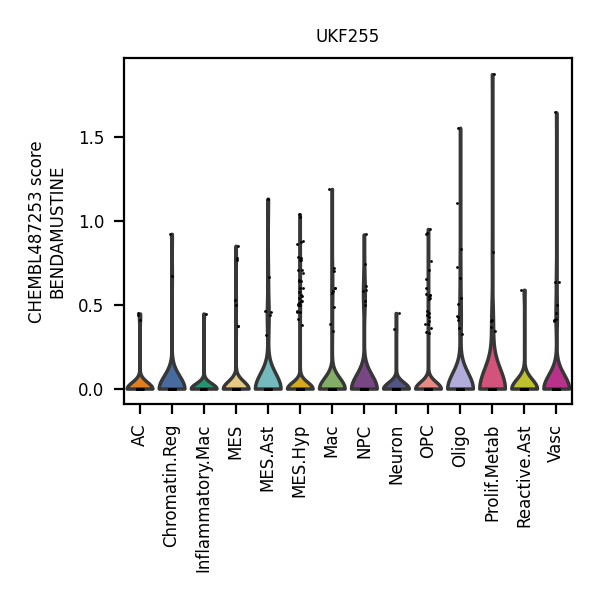 UKF255
CHEMBL487253 score
BENDAMUSTINE
1.5
1.0
0.5
0.0
AC
Chromatin.Reg
Inflammatory.Mac
MES
MES.Ast
MES.Hyp
Mac
NPC
Neuron
OPC
Oligo
Prolif.Metab
Reactive.Ast
Vasc